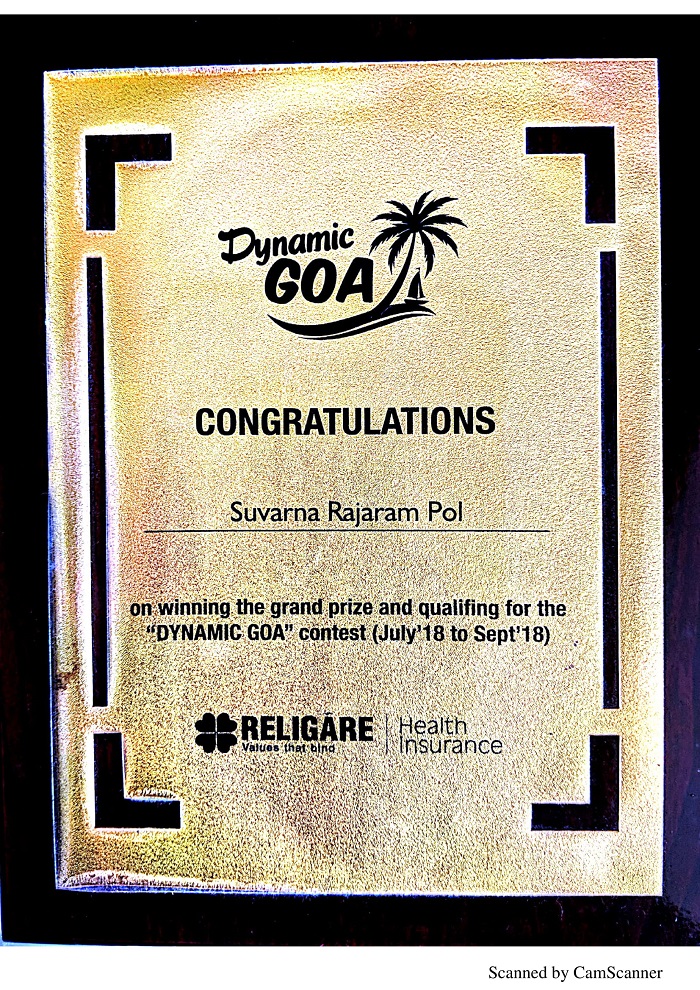 Dynamic
GOA
CONGRATULATIONS
Suvarna Rajaram Pol
on winning the grand prize and qualifing for the
“DYNAMIC GOA” contest (July'18 to Sept'18)
RELIGĀRE Health
Values that bind Insurance
Scanned by CamScanner